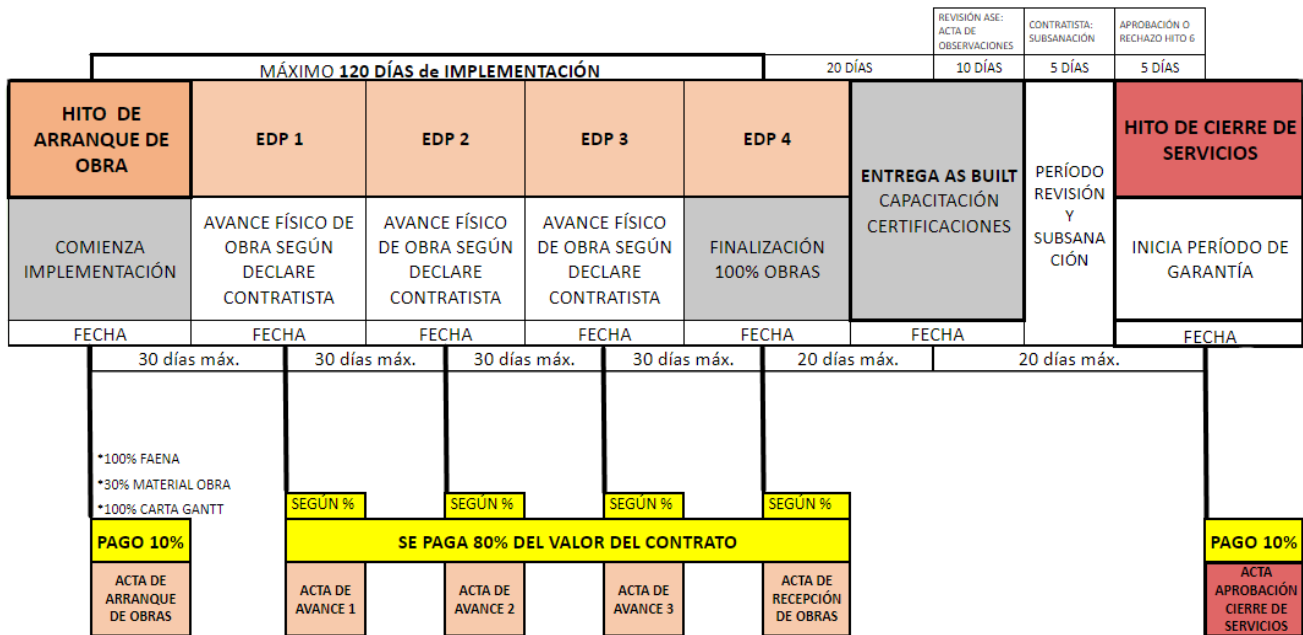 REVISIÓN ASE:
ACTA DE
OBSERVACIONES
CONTRATISTA:
SUBSANACIÓN
APROBACIÓN O
RECHAZO HITO 6
MÁXIMO 120 DÍAS de IMPLEMENTACIÓN
20 DÍAS
10 DÍAS
5 DÍAS
5 DÍAS
HITO DE
ARRANQUE DE
OBRA
EDP 1
EDP 2
EDP 3
EDP 4
ENTREGA AS BUILT
CAPACITACIÓN
CERTIFICACIONES
PERÍODO
REVISIÓN
Y
SUBSANA
CIÓN
HITO DE CIERRE DE
SERVICIOS
COMIENZA
IMPLEMENTACIÓN
AVANCE FÍSICO DE
OBRA SEGÚN
DECLARE
CONTRATISTA
AVANCE FÍSICO
DE OBRA SEGÚN
DECLARE
CONTRATISTA
AVANCE FÍSICO
DE OBRA SEGÚN
DECLARE
CONTRATISTA
FINALIZACIÓN
100% OBRAS
INICIA PERÍODO DE
GARANTÍA
FECHA
FECHA
FECHA
FECHA
FECHA
FECHA
FECHA
30 días máx.
30 días máx.
30 días máx.
30 días máx.
20 días máx.
20 días máx.
*100% FAENA
*30% MATERIAL OBRA
*100% CARTA GANTT
SEGÚN %
SEGÚN %
SEGÚN %
SEGÚN %
PAGO 10%
SE PAGA 80% DEL VALOR DEL CONTRATO
PAGO 10%
ACTA DE
ARRANQUE
DE OBRAS
ACTA DE
AVANCE 1
ACTA DE
AVANCE 2
ACTA DE
AVANCE 3
ACTA DE
RECEPCIÓN
DE OBRAS
ACTA
APROBACIÓN
CIERRE DE
SERVICIOS